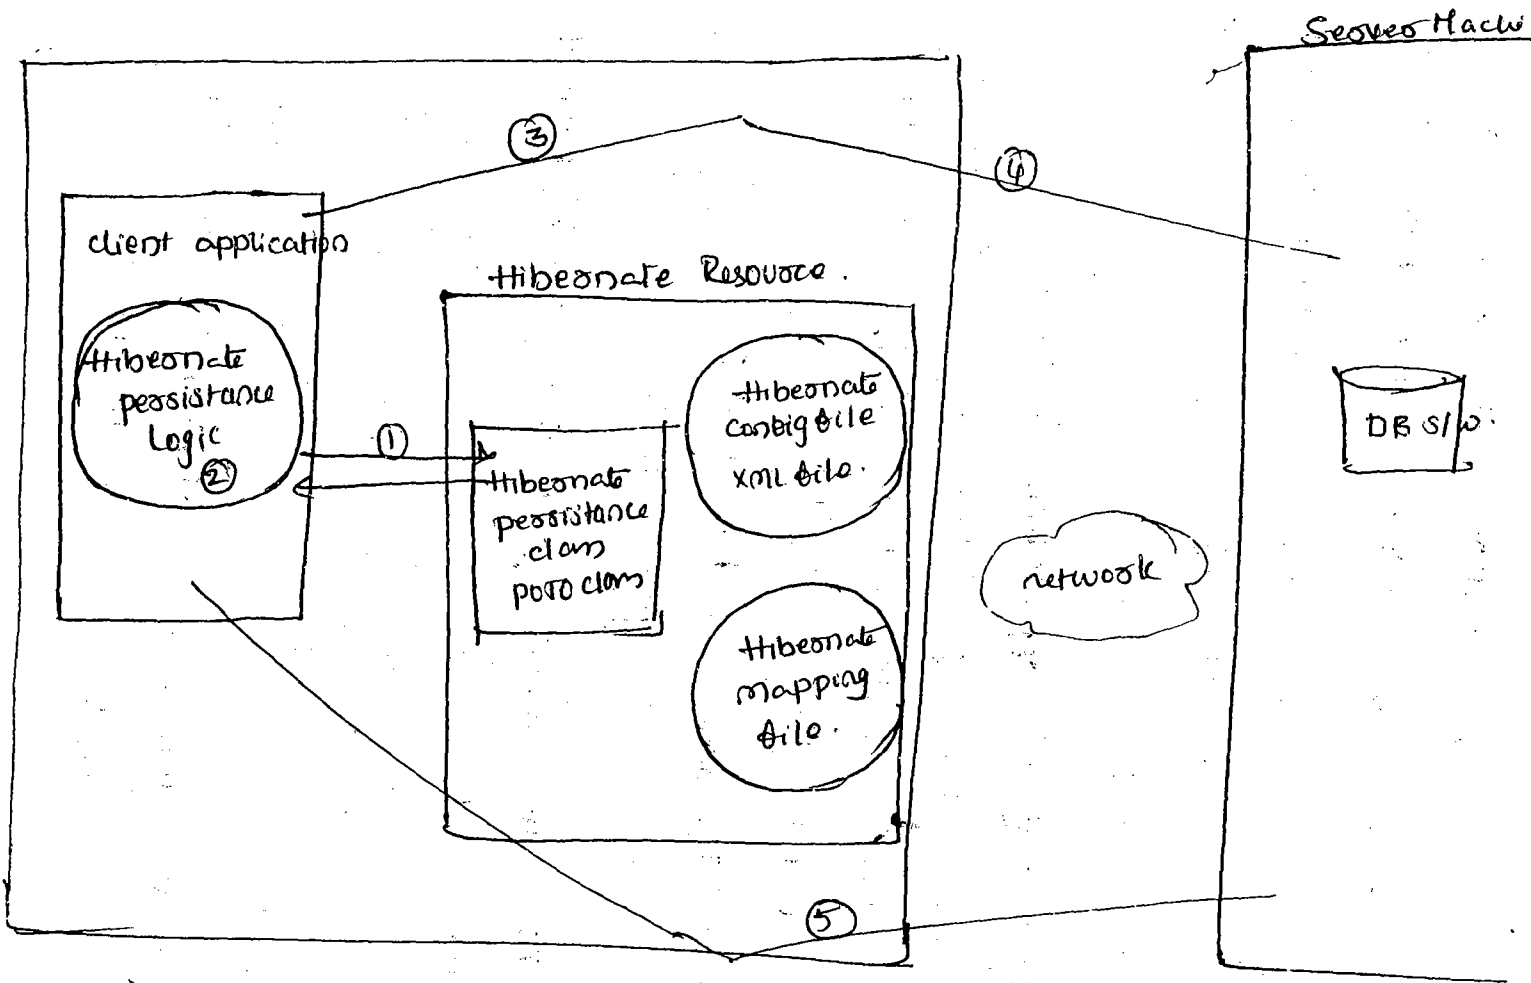 Server Machi
③
④
client application
Hibernate Resource.
Hibernate
persistance
Logic
②
①
Hibernate
persistance
class
POJO class
Hibernate
config file
XML file.
Hibernate
mapping
file.
network
DB S/W.
⑤